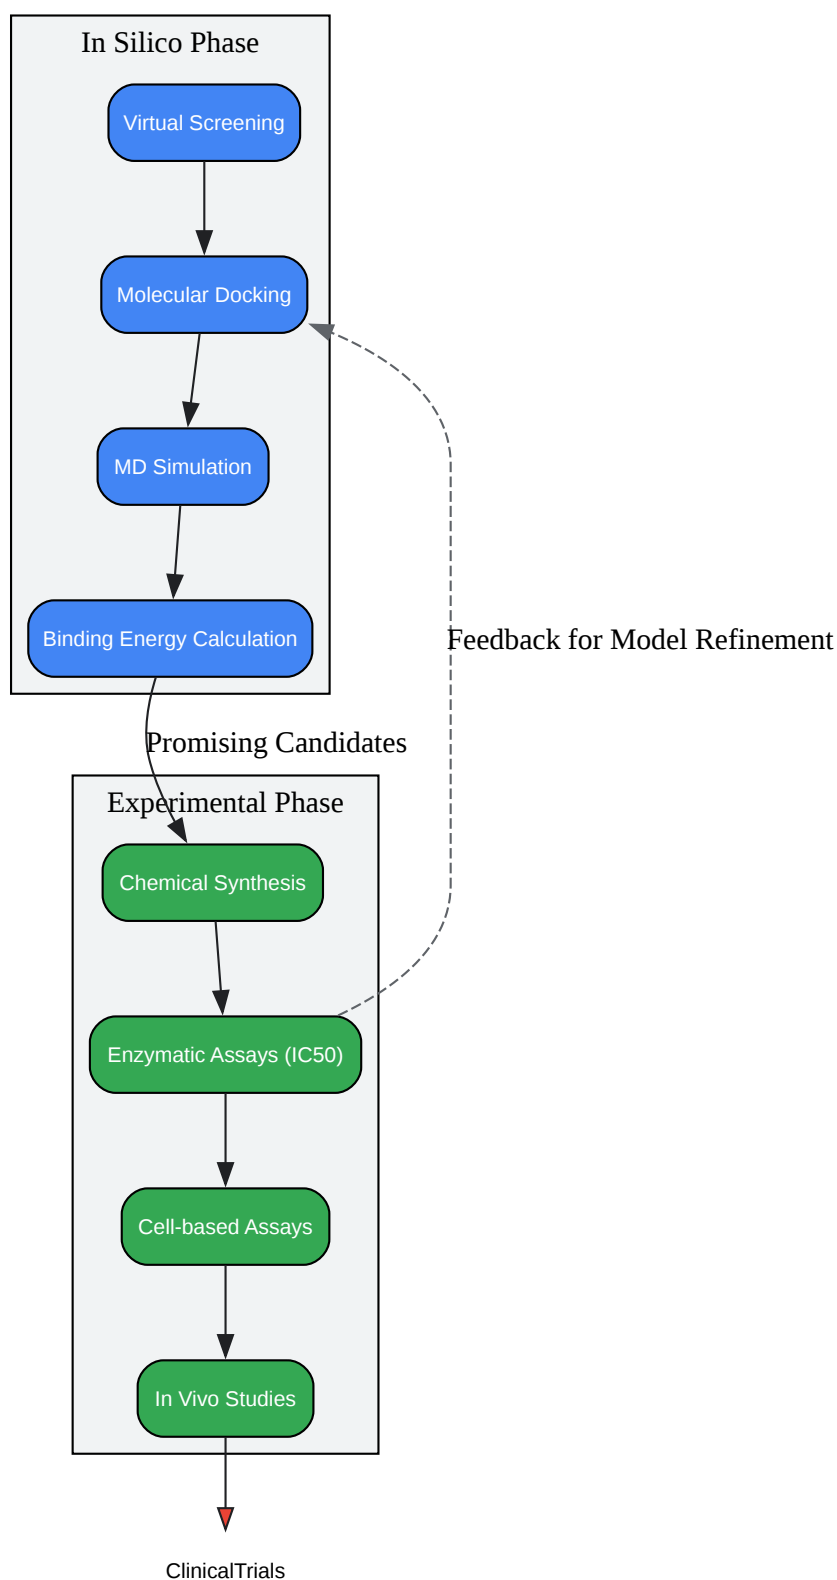 In Silico Phase
Virtual Screening
Molecular Docking
MD Simulation
Binding Energy Calculation
Feedback for Model Refinement
Promising Candidates
Experimental Phase
Chemical Synthesis
Enzymatic Assays (IC50)
Cell-based Assays
In Vivo Studies
ClinicalTrials